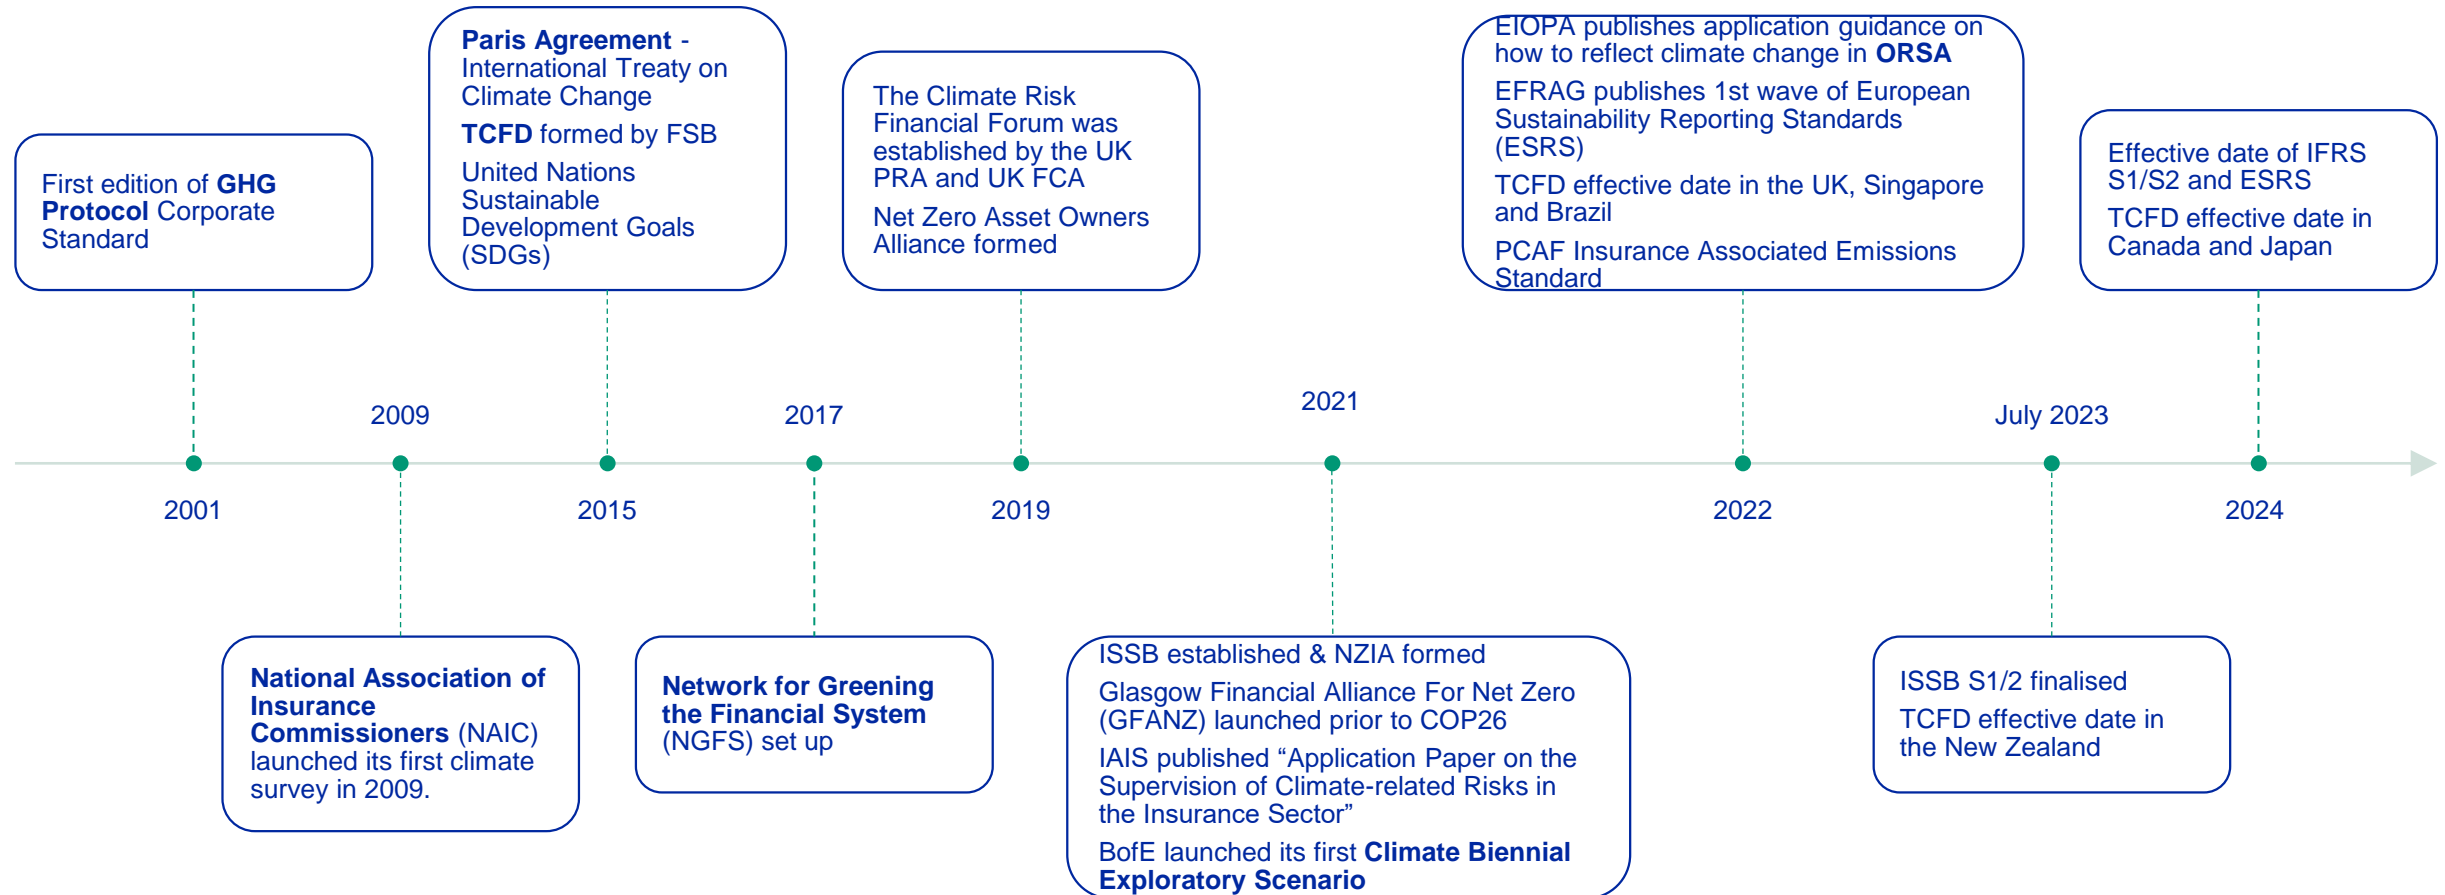 First edition of GHG
Protocol Corporate
Standard
2001
2009
National Association of
Insurance
Commissioners (NAIC)
launched its first climate
survey in 2009.
Paris Agreement -
International Treaty on
Climate Change
TCFD formed by FSB
United Nations
Sustainable
Development Goals
(SDGs)
2015
2017
Network for Greening
the Financial System
(NGFS) set up
The Climate Risk
Financial Forum was
established by the UK
PRA and UK FCA
Net Zero Asset Owners
Alliance formed
2019
2021
ISSB established & NZIA formed
Glasgow Financial Alliance For Net Zero
(GFANZ) launched prior to COP26
IAIS published “Application Paper on the
Supervision of Climate-related Risks in
the Insurance Sector”
BofE launched its first Climate Biennial
Exploratory Scenario
EIOPA publishes application guidance on
how to reflect climate change in ORSA
EFRAG publishes 1st wave of European
Sustainability Reporting Standards
(ESRS)
TCFD effective date in the UK, Singapore
and Brazil
PCAF Insurance Associated Emissions
Standard
2022
July 2023
ISSB S1/2 finalised
TCFD effective date in
the New Zealand
Effective date of IFRS
S1/S2 and ESRS
TCFD effective date in
Canada and Japan
2024